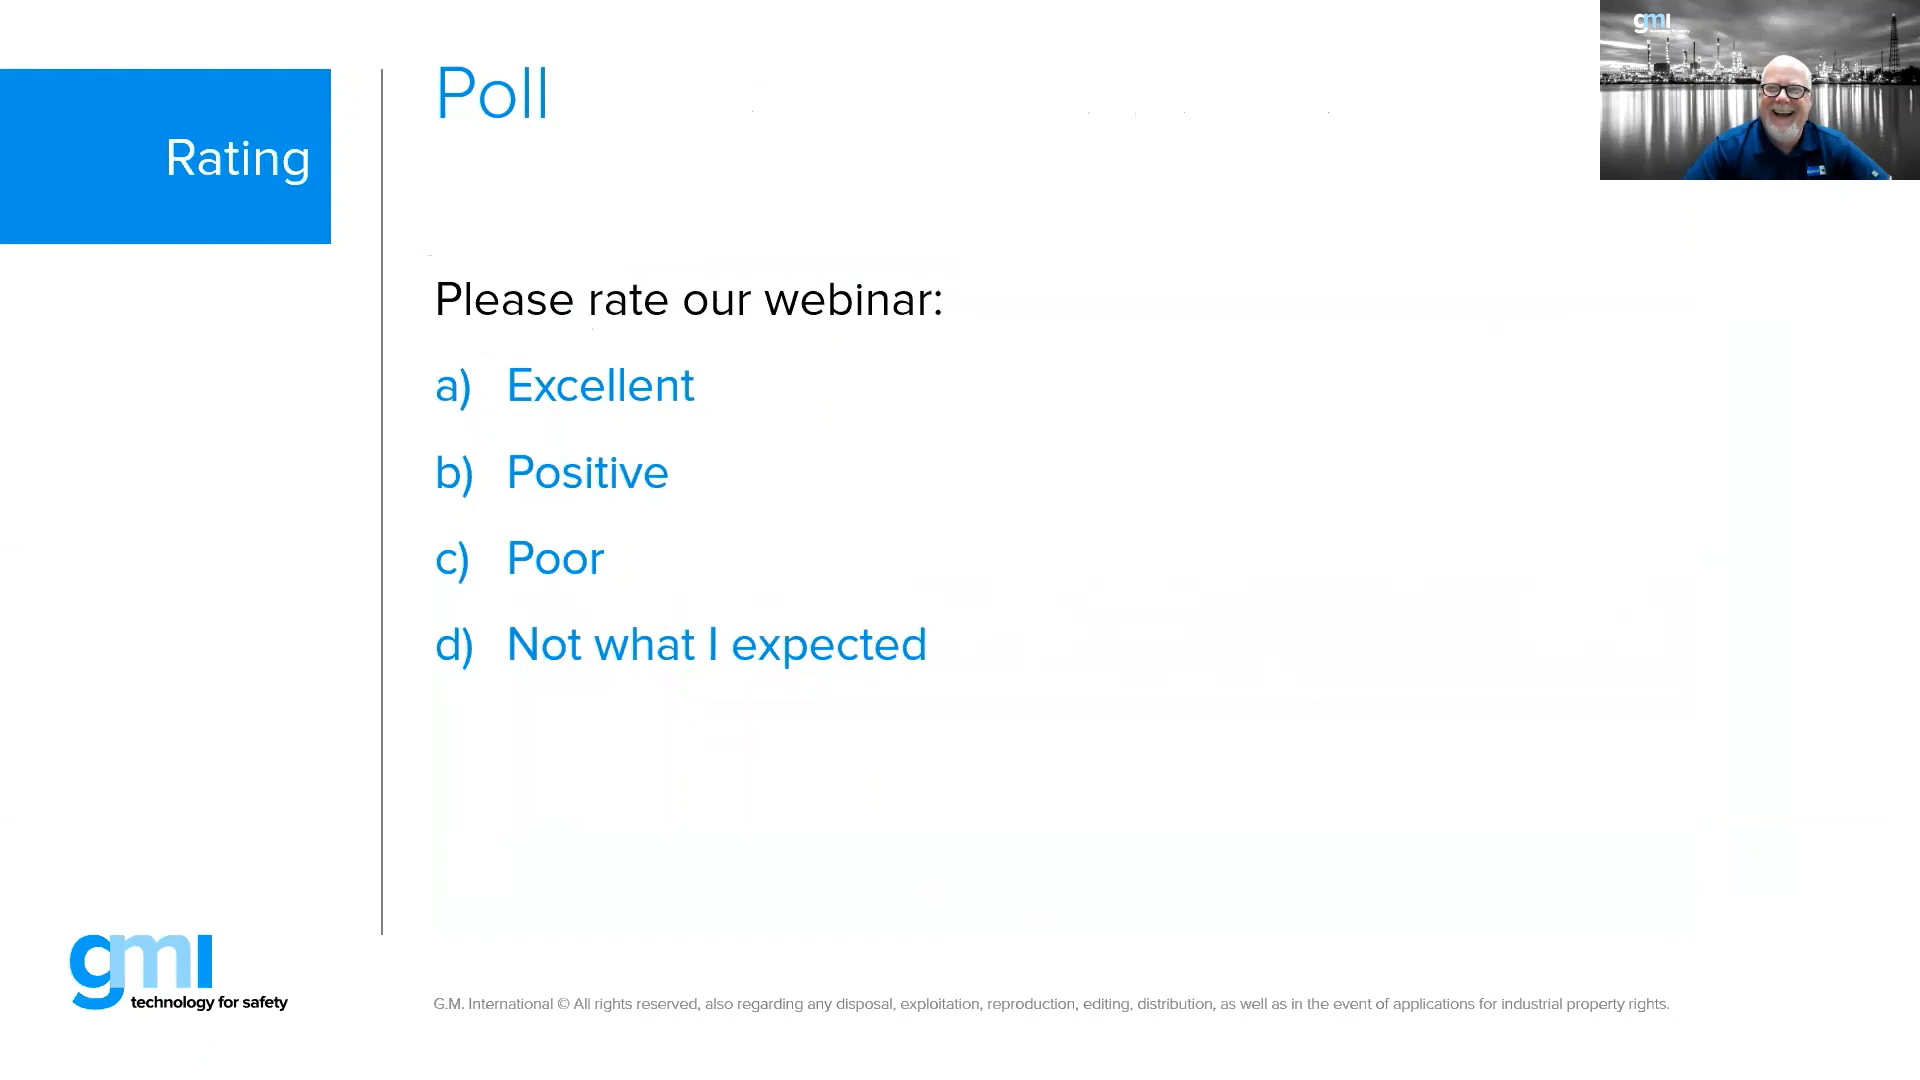 Rating
Poll
gmi
Please rate our webinar:
a) Excellent
b) Positive
c) Poor
d) Not what I expected
gmi
technology for safety
G.M. International © All rights reserved, also regarding any disposal, exploitation, reproduction, editing, distribution, as well as in the event of applications for industrial property rights.